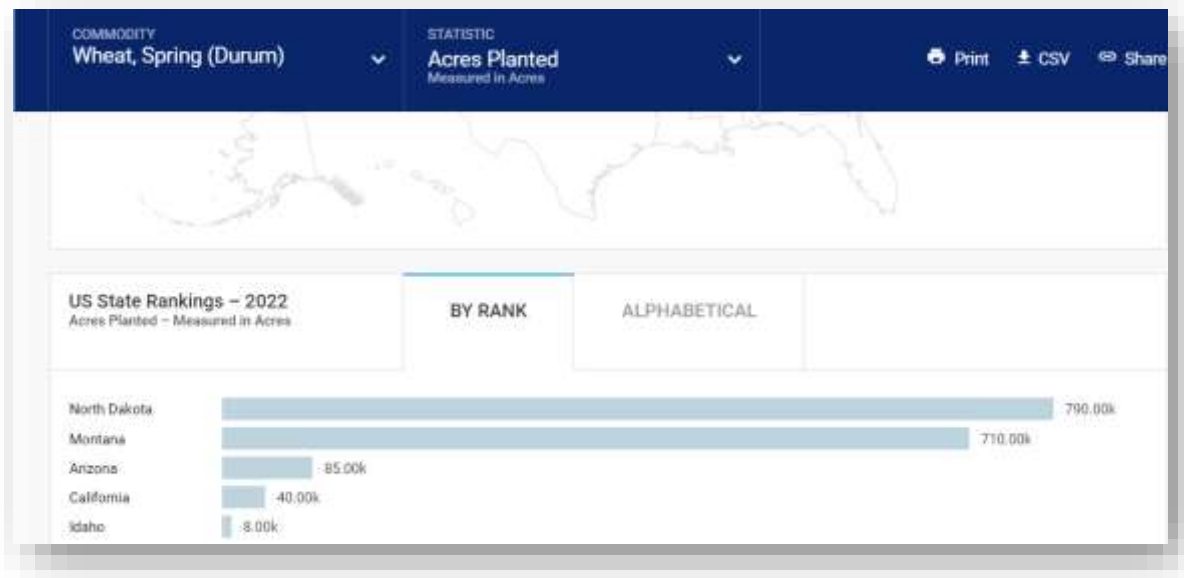 COMMODITY
Wheat, Spring (Durum)
STATISTIC
Acres Planted
Measured in Acres
Print CSV Share
US State Rankings – 2022
Acres Planted – Measured in Acres
BY RANK
ALPHABETICAL
North Dakota 790.00k
Montana 710.00k
Arizona 85.00k
California 40.00k
Idaho 8.00k